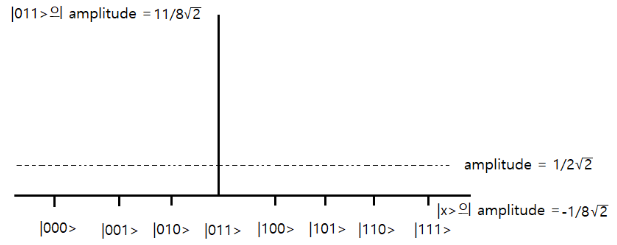 |011>의 amplitude = 11/8√2
amplitude = 1/2√2
|x>의 amplitude = -1/8√2
|000> |001> |010> |011> |100> |101> |110> |111>